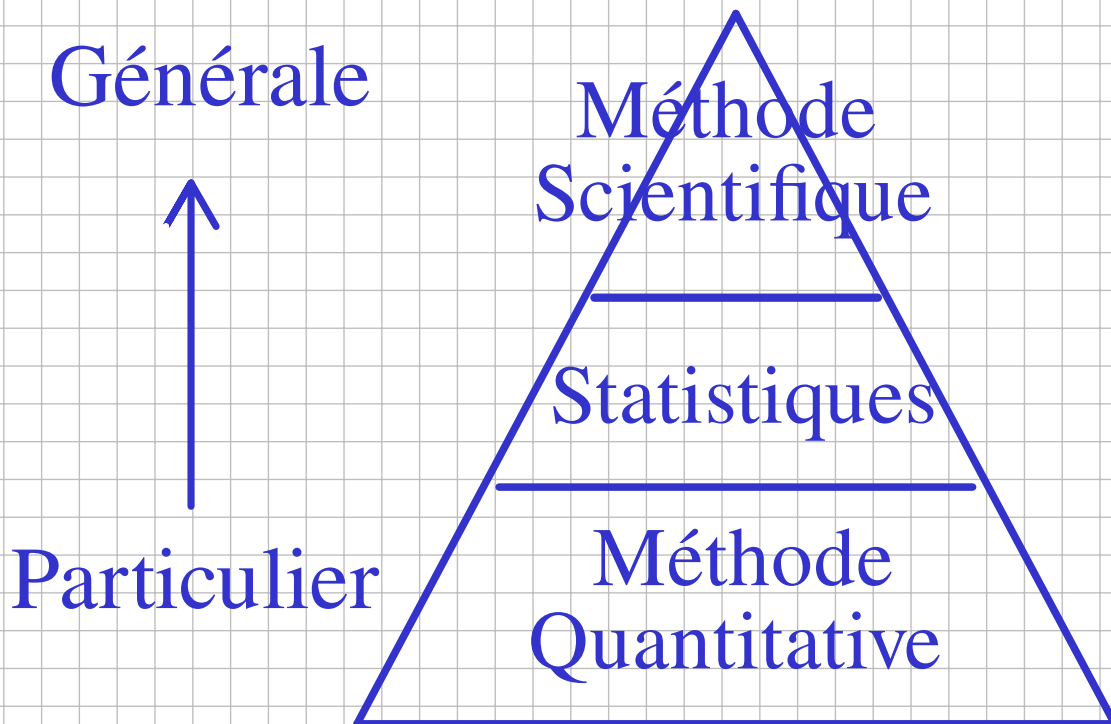 Générale
Particulier
Méthode
Scientifique
Statistiques
Méthode
Quantitative